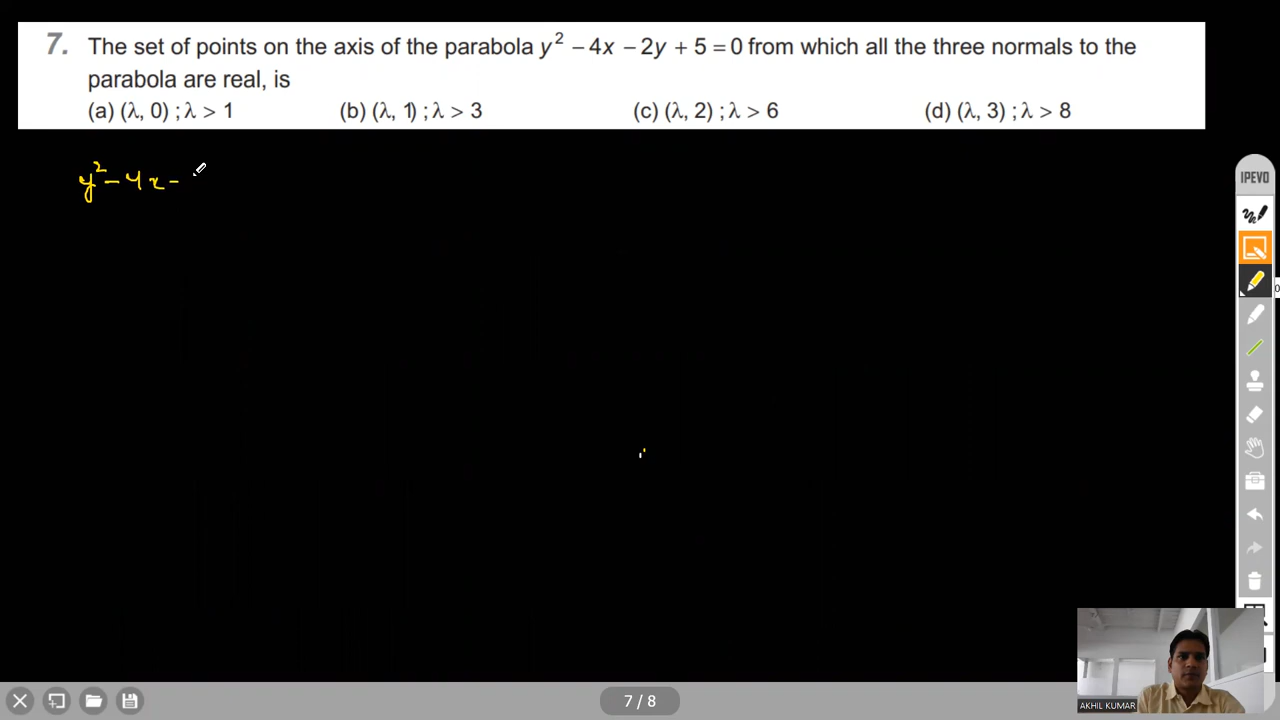 7. The set of points on the axis of the parabola y² − 4x − 2y + 5 = 0 from which all the three normals to the
parabola are real, is
(a) (λ, 0) ; λ > 1 (b) (λ, 1) ; λ > 3 (c) (λ, 2) ; λ > 6 (d) (λ, 3) ; λ > 8
y² − 4x −
IPEVO
7 / 8
AKHIL KUMAR